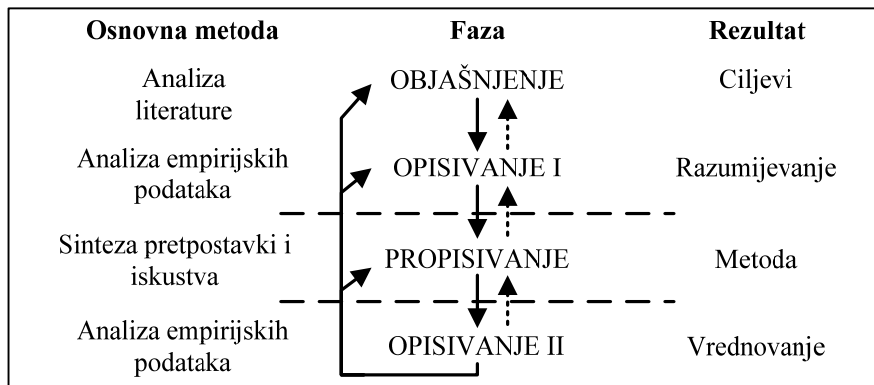 Osnovna metoda Faza Rezultat
Analiza
literature
OBJAŠNJENJE Ciljevi
Analiza empirijskih
podataka
OPISIVANJE I Razumijevanje
Sinteza pretpostavki i
iskustva
PROPISIVANJE Metoda
Analiza empirijskih
podataka
OPISIVANJE II Vrednovanje